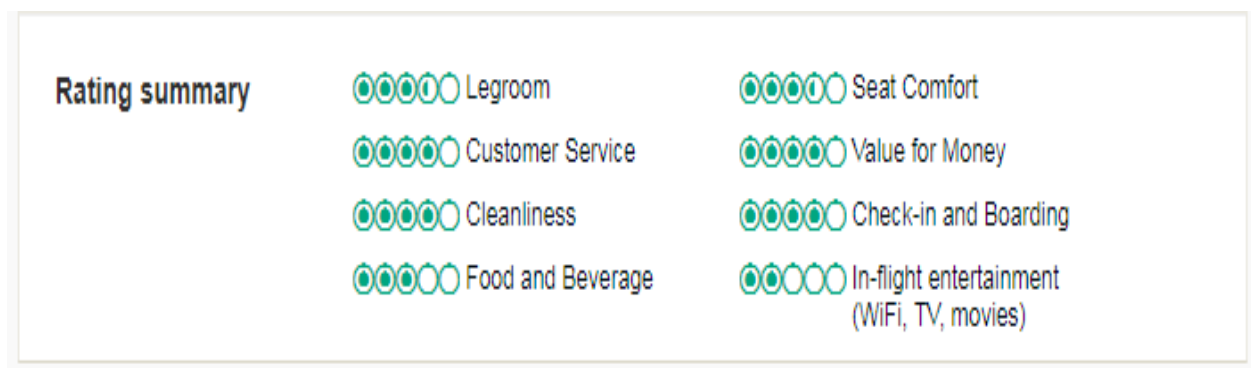 Rating summary
Legroom
Seat Comfort
Customer Service
Value for Money
Cleanliness
Check-in and Boarding
Food and Beverage
In-flight entertainment
(WiFi, TV, movies)